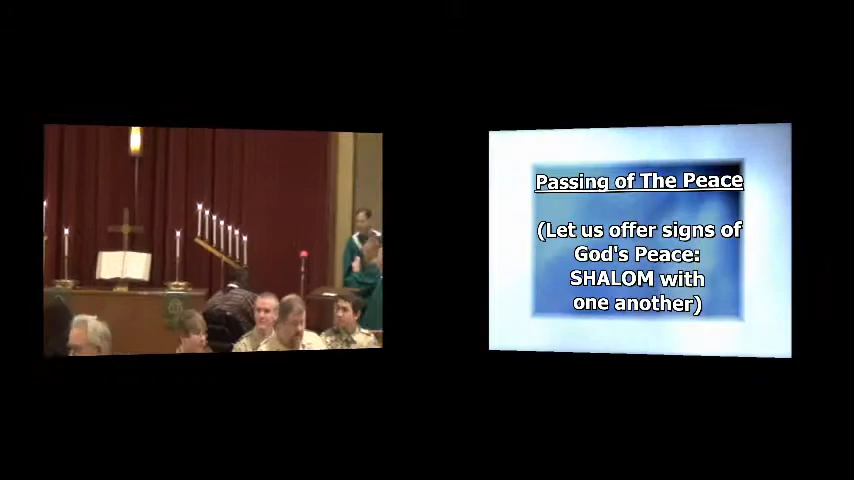 Passing of The Peace
(Let us offer signs of
God's Peace:
SHALOM with
one another)